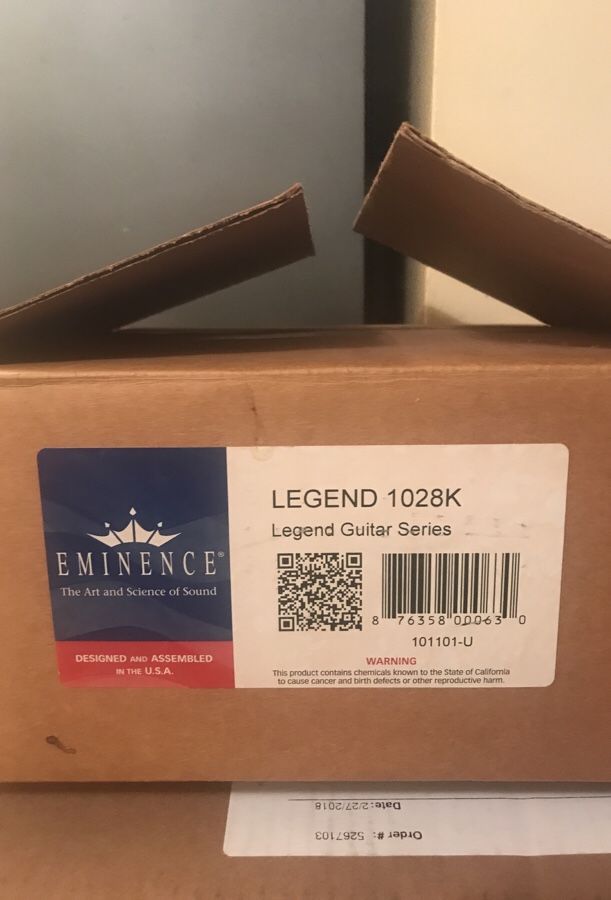 LEGEND 1028K
Legend Guitar Series
EMINENCE®
The Art and Science of Sound
8 76358 00063 0
101101-U
DESIGNED AND ASSEMBLED
IN THE U.S.A.
WARNING
This product contains chemicals known to the State of California
to cause cancer and birth defects or other reproductive harm.
Order #: 5267103
Date: 2/27/2018